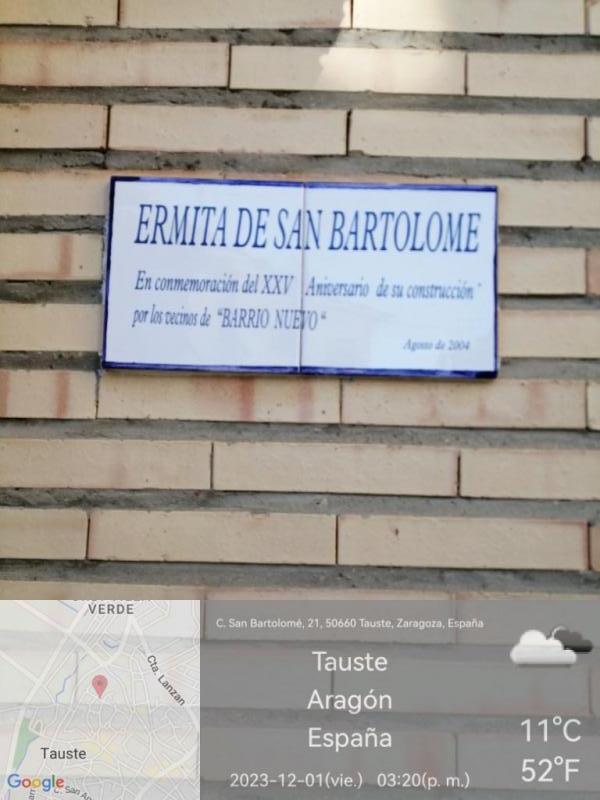 ERMITA DE SAN BARTOLOME
En conmemoración del XXV Aniversario de su construcción"
por los vecinos de "BARRIO NUEVO"
Agosto de 2004
VERDE
Cta. Lanzan
Tauste
Google
C. San Bartolomé, 21, 50660 Tauste, Zaragoza, España
Tauste
Aragón
España
2023-12-01(vie.) 03:20(p. m.)
11°C
52°F